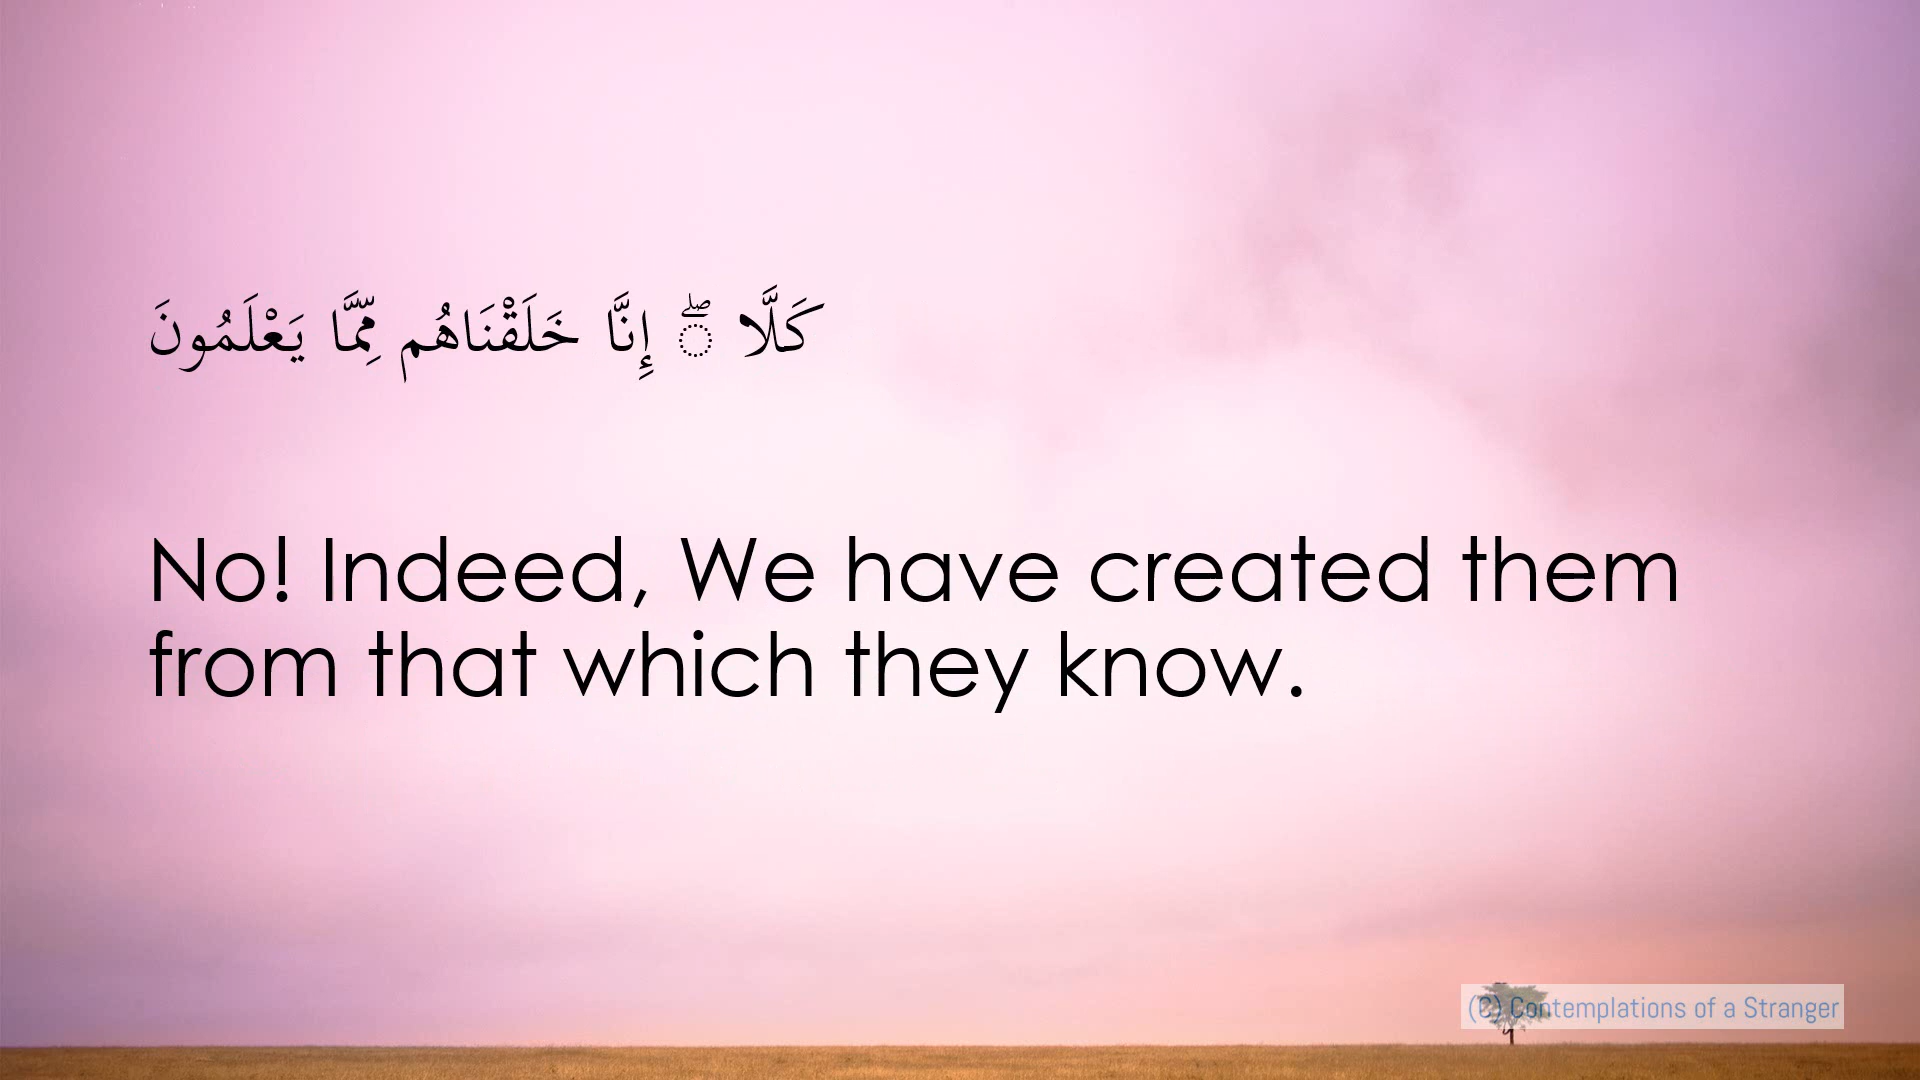 كَلَّا ۖ إِنَّا خَلَقْنَاهُم مِّمَّا يَعْلَمُونَ
No! Indeed, We have created them
from that which they know.
(C) Contemplations of a Stranger